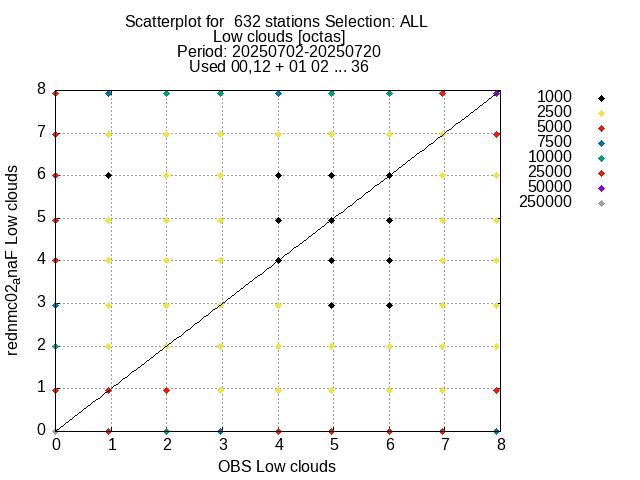 Scatterplot for  632 stations Selection: ALL
Low clouds [octas]
Period: 20250702-20250720
Used 00,12 + 01 02 ... 36
1000
2500
5000
7500
10000
25000
50000
250000
8
7
6
5
4
3
2
1
0
rednmc02anaF Low clouds
0 1 2 3 4 5 6 7 8
OBS Low clouds